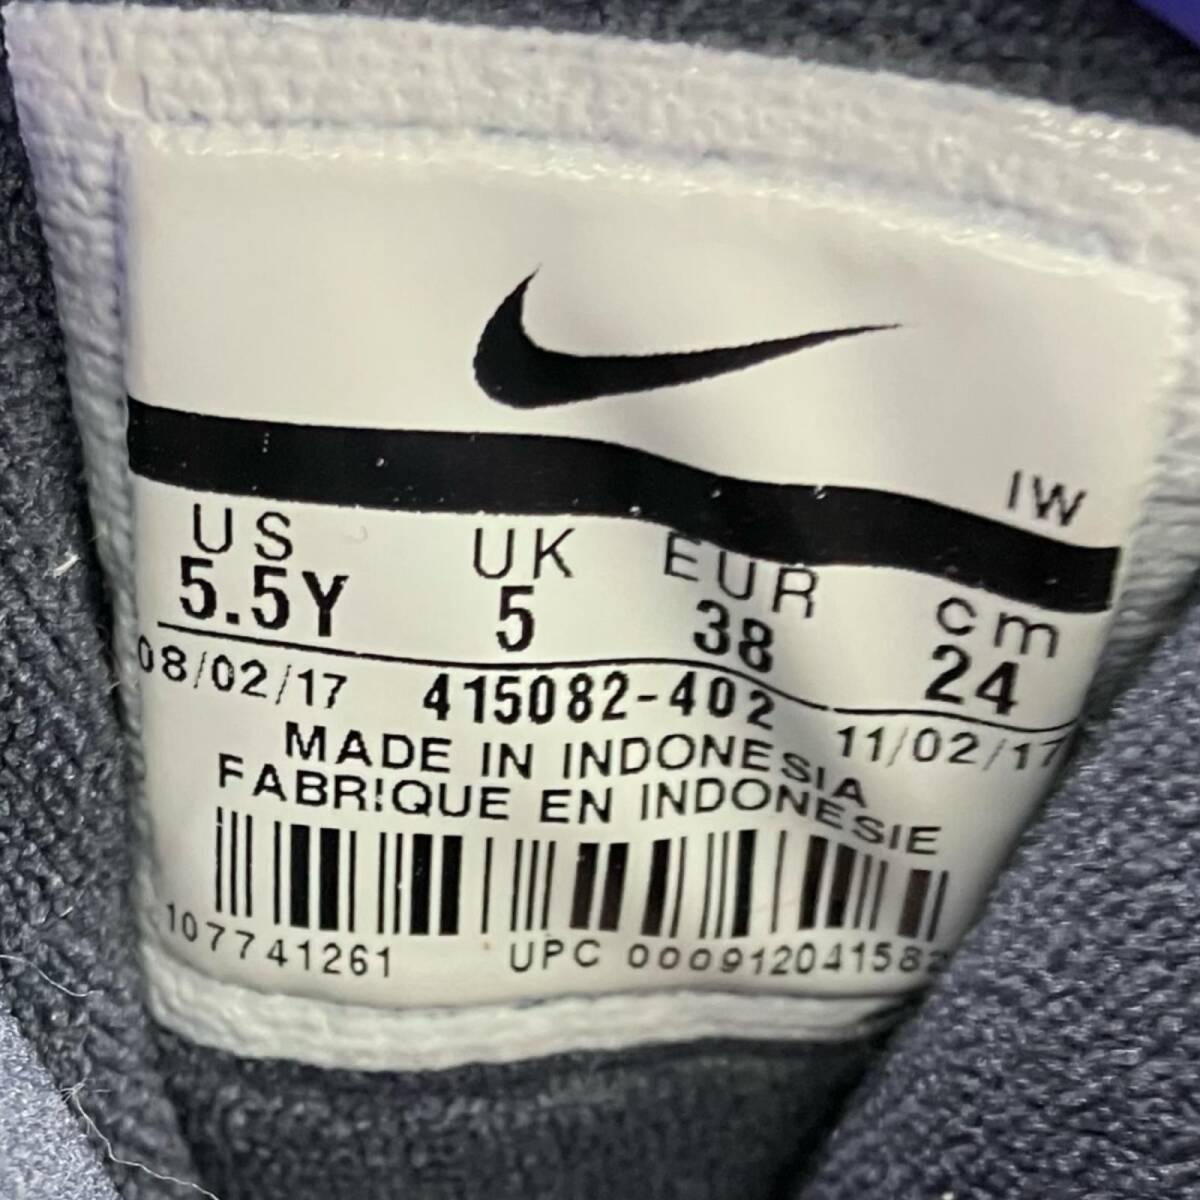 IW
US UK EUR cm
5.5Y 5 38 24
08/02/17 415082-402 11/02/17
MADE IN INDONESIA
FABRIQUE EN INDONESIE
107741261 UPC 00091204158